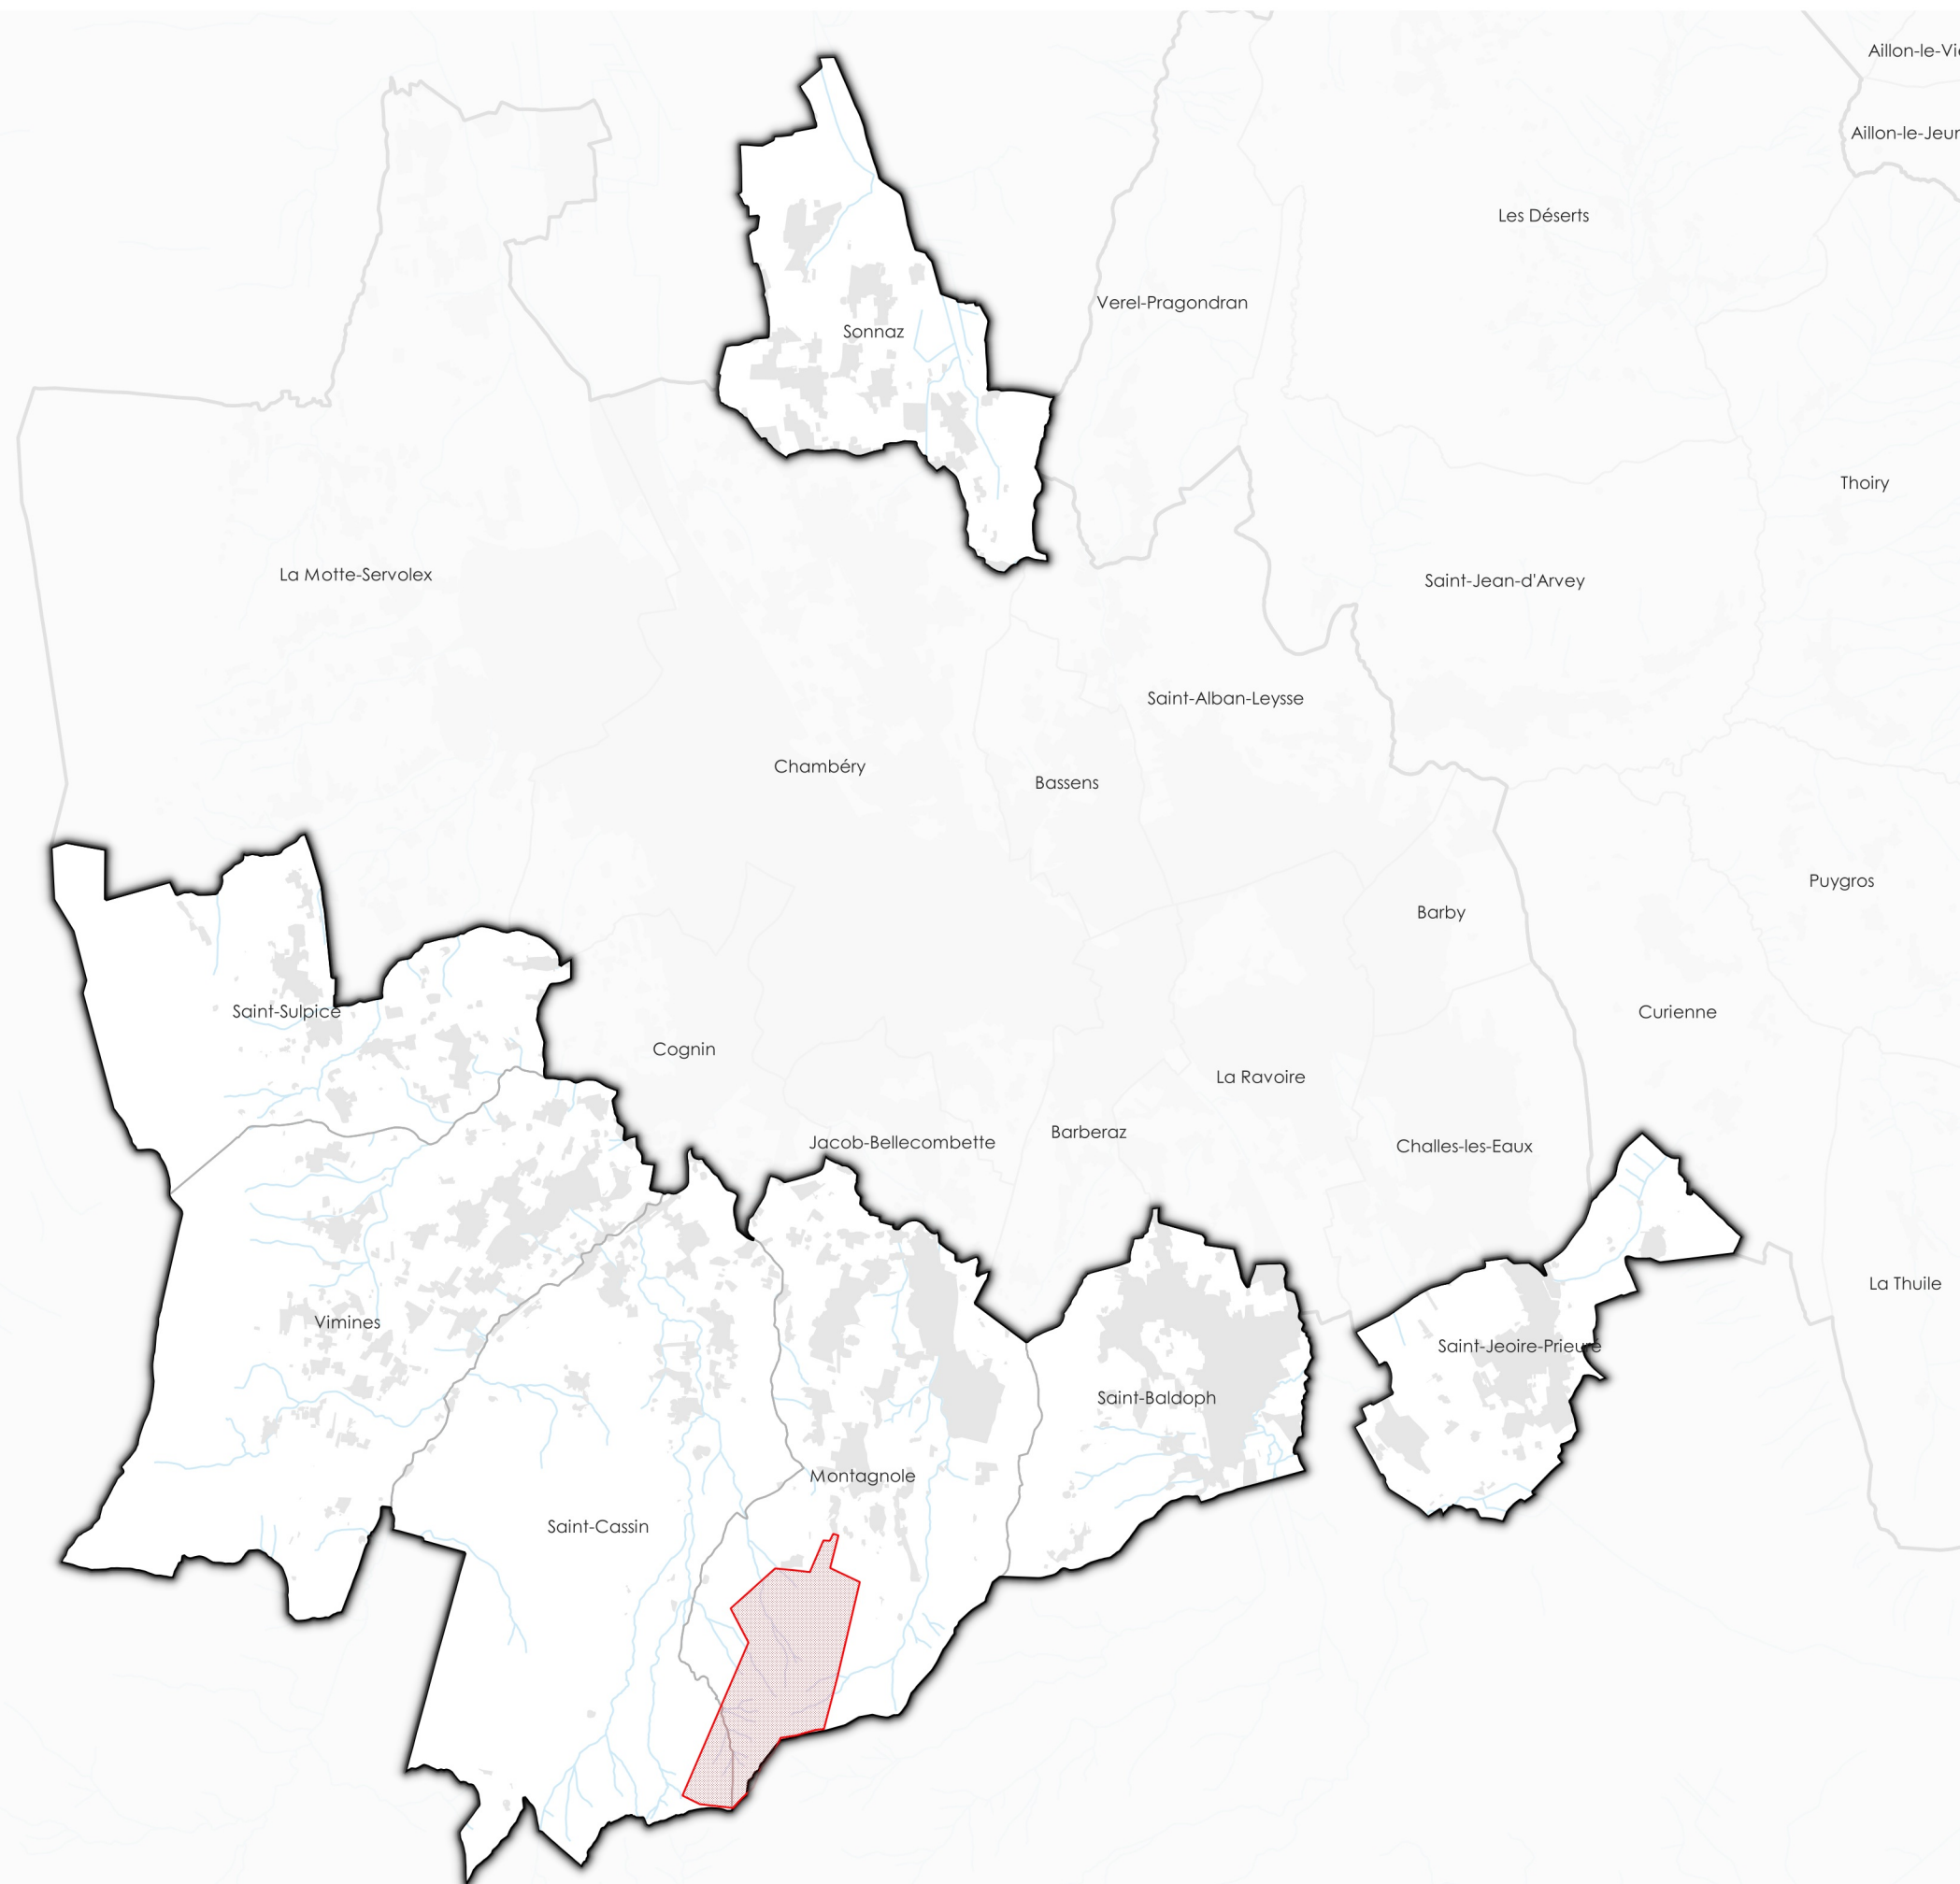 Aillon-le-Vi
Aillon-le-Jeu
Les Déserts
Verel-Pragondran
Sonnaz
Thoiry
La Motte-Servolex
Saint-Jean-d'Arvey
Saint-Alban-Leysse
Chambéry
Bassens
Puygros
Barby
Saint-Sulpice
Curienne
Cognin
La Ravoire
Barberaz
Jacob-Bellecombette
Challes-les-Eaux
La Thuile
Vimines
Saint-Jeoire-Prieuré
Saint-Baldoph
Montagnole
Saint-Cassin